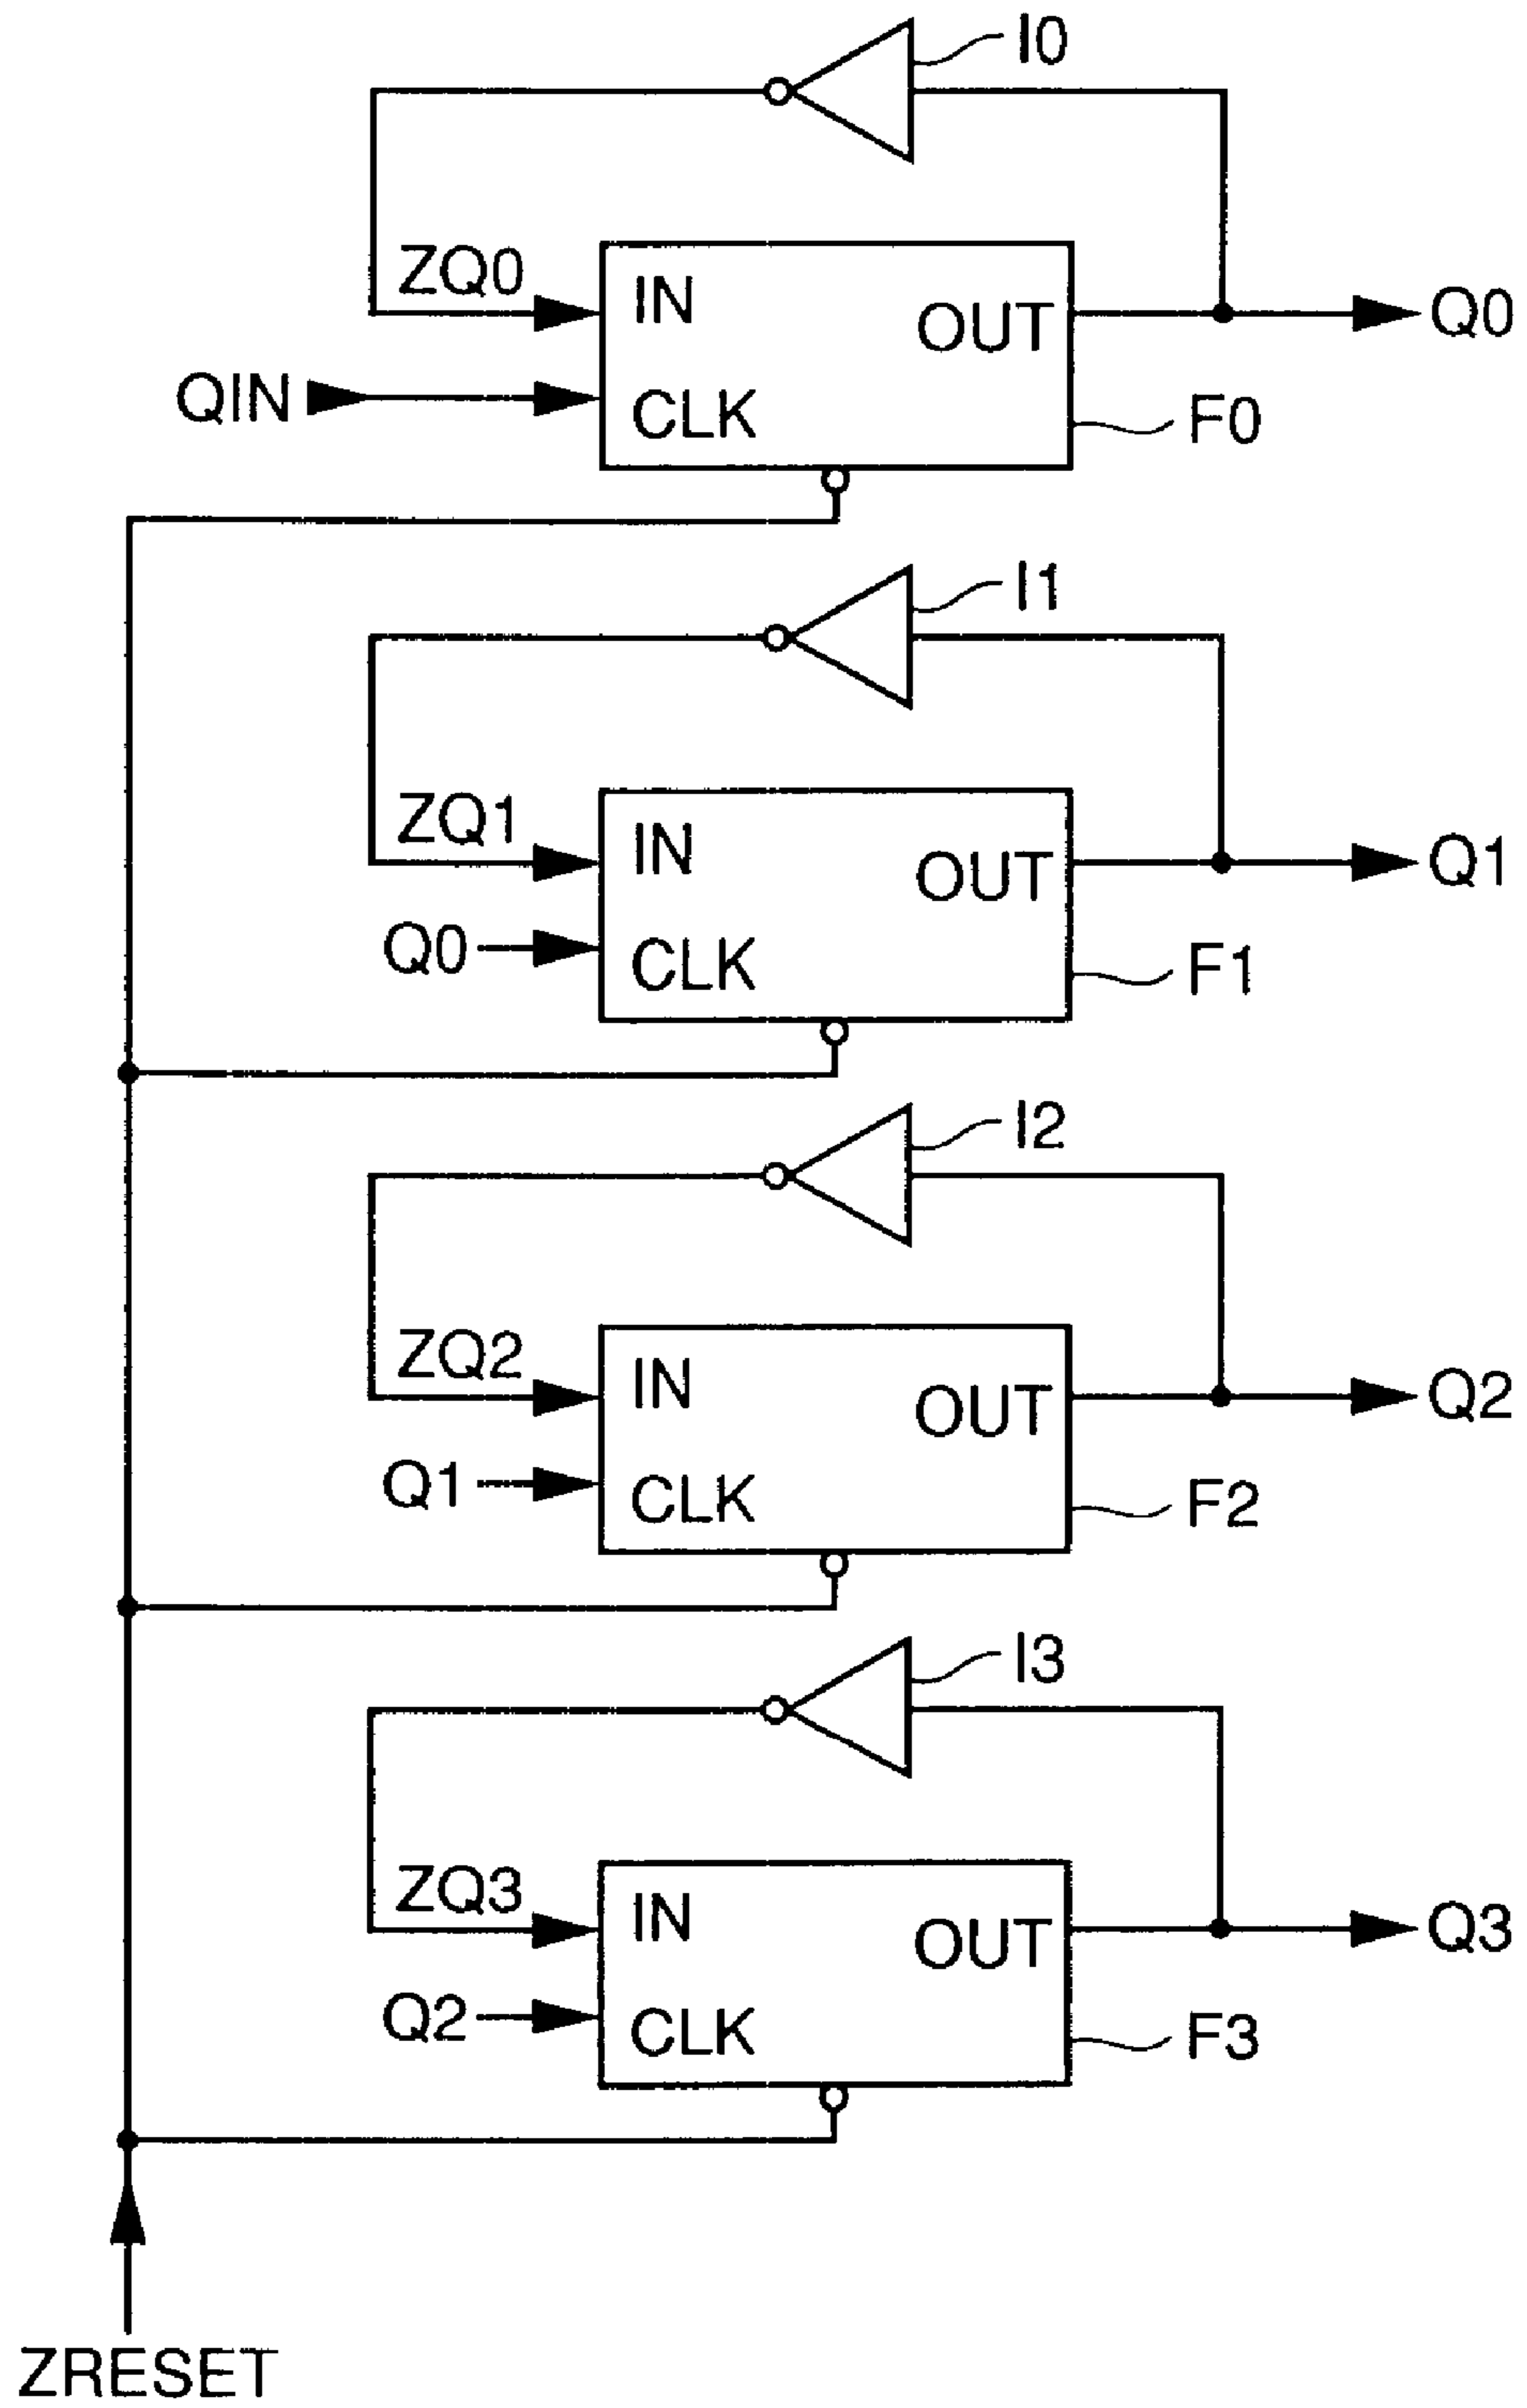 I0
ZQ0
IN
OUT
Q0
QIN
CLK
F0
I1
ZQ1
IN
OUT
Q1
Q0
CLK
F1
I2
ZQ2
IN
OUT
Q2
Q1
CLK
F2
I3
ZQ3
IN
OUT
Q3
Q2
CLK
F3
ZRESET